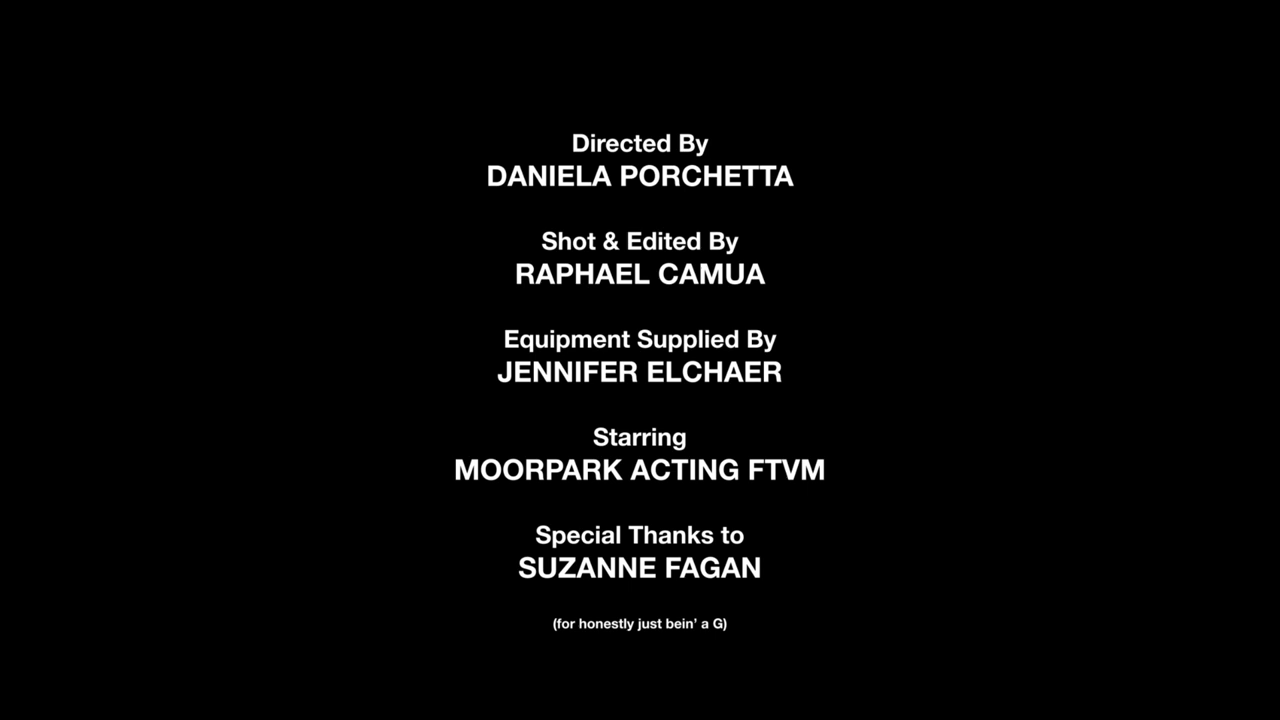 Directed By
DANIELA PORCHETTA
Shot & Edited By
RAPHAEL CAMUA
Equipment Supplied By
JENNIFER ELCHAER
Starring
MOORPARK ACTING FTVM
Special Thanks to
SUZANNE FAGAN
(for honestly just bein’ a G)